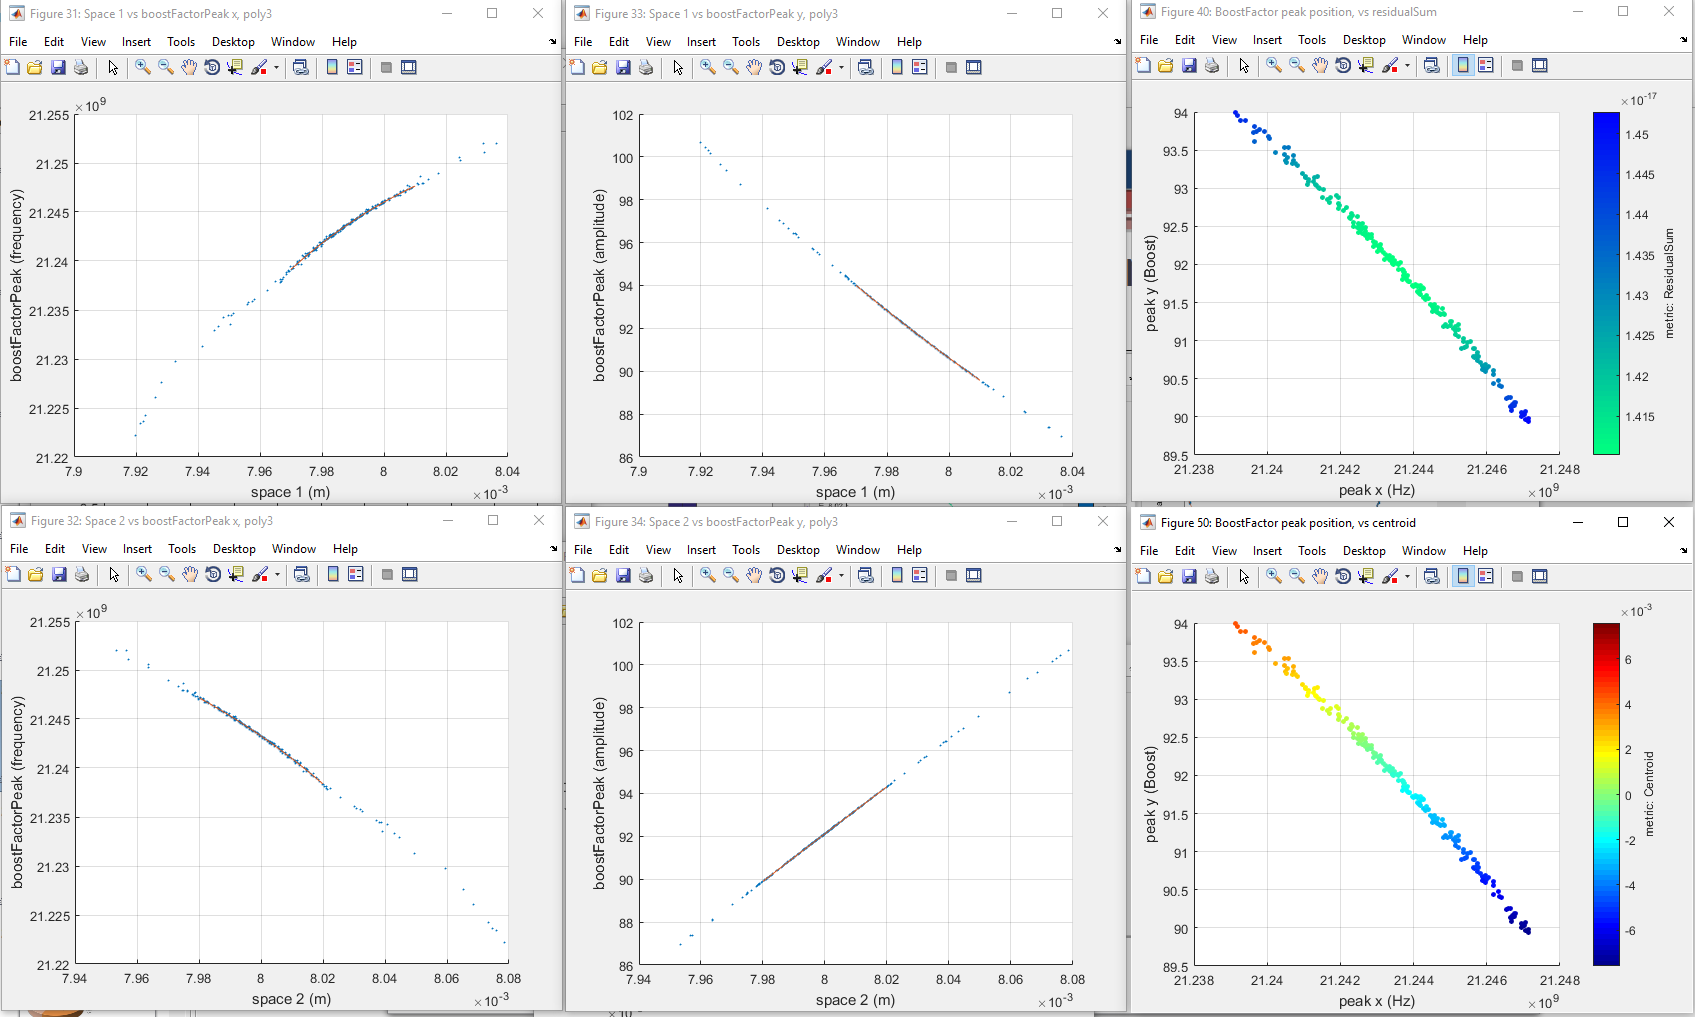 Figure 31: Space 1 vs boostFactorPeak x, poly3
File Edit View Insert Tools Desktop Window Help
×10^9
21.255
21.25
21.245
21.24
21.235
21.23
21.225
21.22
boostFactorPeak (frequency)
7.9 7.92 7.94 7.96 7.98 8 8.02 8.04
space 1 (m)
×10^-3
Figure 33: Space 1 vs boostFactorPeak y, poly3
File Edit View Insert Tools Desktop Window Help
102
100
98
96
94
92
90
88
86
boostFactorPeak (amplitude)
7.9 7.92 7.94 7.96 7.98 8 8.02 8.04
space 1 (m)
×10^-3
Figure 40: BoostFactor peak position, vs residualSum
File Edit View Insert Tools Desktop Window Help
94
93.5
93
92.5
92
91.5
91
90.5
90
89.5
peak y (Boost)
21.238 21.24 21.242 21.244 21.246 21.248
peak x (Hz)
×10^9
×10^-17
1.45
1.445
1.44
1.435
1.43
1.425
1.42
1.415
metric: ResidualSum
Figure 32: Space 2 vs boostFactorPeak x, poly3
File Edit View Insert Tools Desktop Window Help
×10^9
21.255
21.25
21.245
21.24
21.235
21.23
21.225
21.22
boostFactorPeak (frequency)
7.94 7.96 7.98 8 8.02 8.04 8.06 8.08
space 2 (m)
×10^-3
Figure 34: Space 2 vs boostFactorPeak y, poly3
File Edit View Insert Tools Desktop Window Help
102
100
98
96
94
92
90
88
86
boostFactorPeak (amplitude)
7.94 7.96 7.98 8 8.02 8.04 8.06 8.08
space 2 (m)
×10^-3
Figure 50: BoostFactor peak position, vs centroid
File Edit View Insert Tools Desktop Window Help
94
93.5
93
92.5
92
91.5
91
90.5
90
89.5
peak y (Boost)
21.238 21.24 21.242 21.244 21.246 21.248
peak x (Hz)
×10^9
×10^-3
6
4
2
0
-2
-4
-6
metric: Centroid